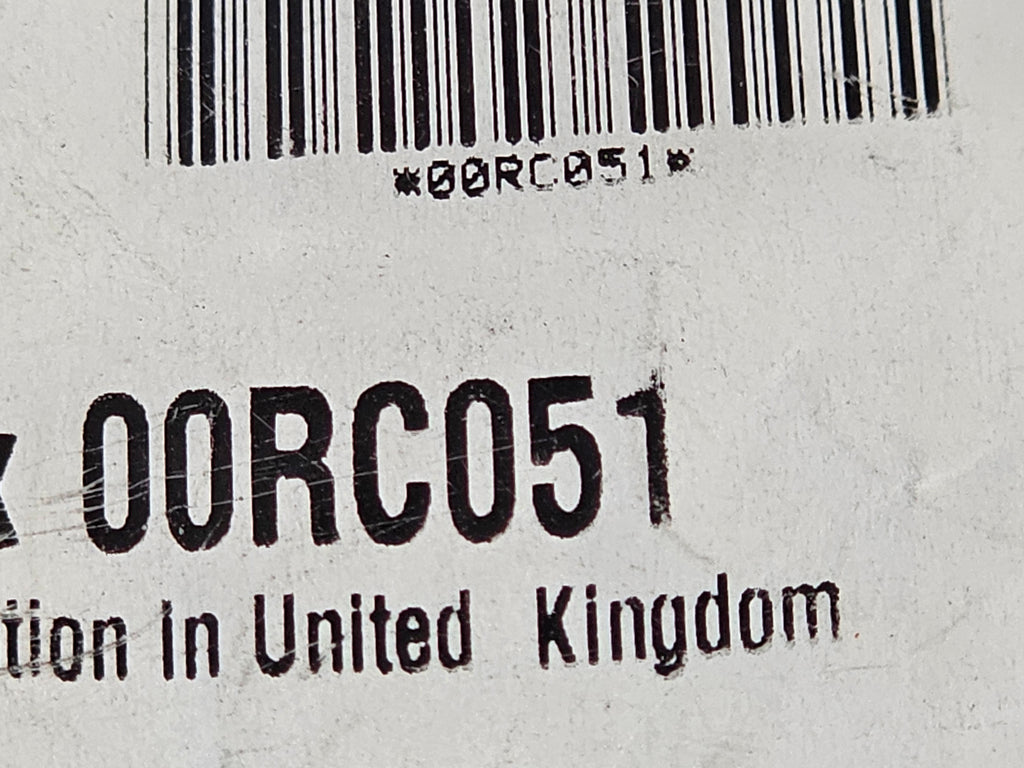 *00RC051*
x 00RC051
tion in United Kingdom